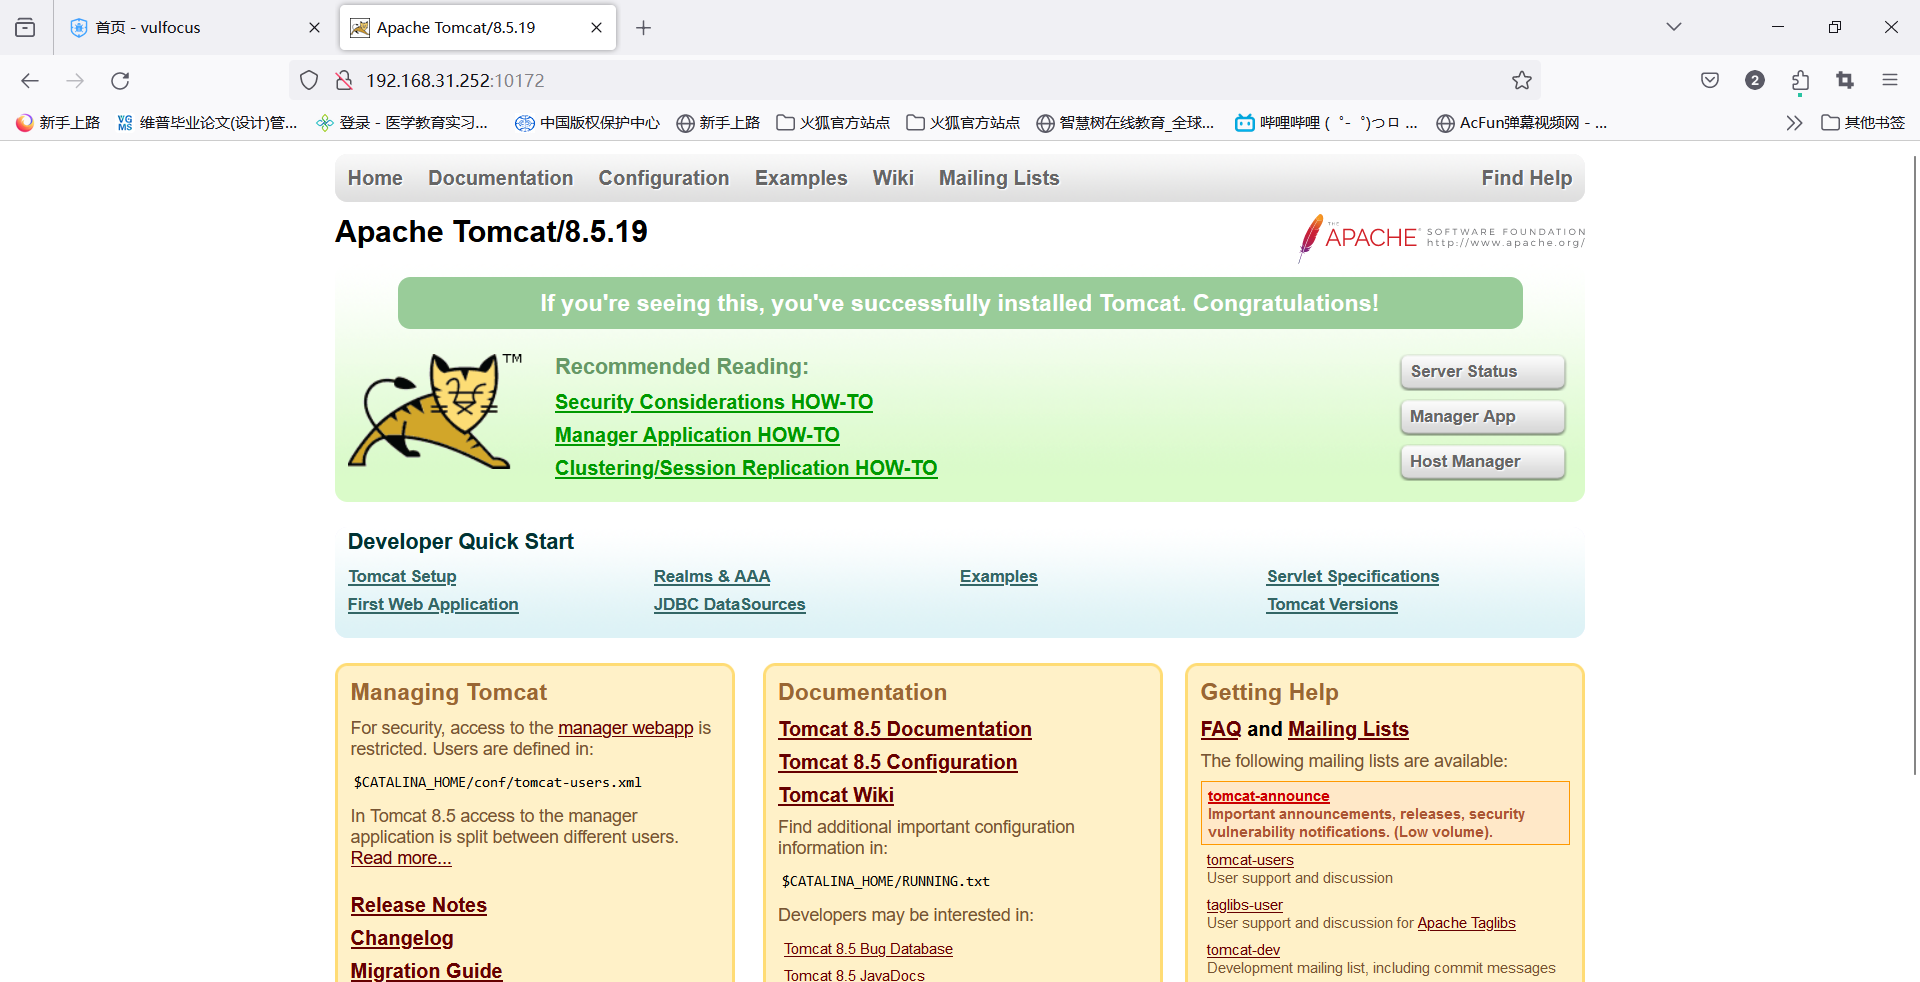 首页 - vulfocus
Apache Tomcat/8.5.19
192.168.31.252:10172
2
新手上路
VG MS
维普毕业论文(设计)管...
登录 - 医学教育实习...
中国版权保护中心
新手上路
火狐官方站点
火狐官方站点
智慧树在线教育_全球...
哔哩哔哩 ( ゜- ゜)つロ ...
AcFun弹幕视频网 - ...
其他书签
Home Documentation Configuration Examples Wiki Mailing Lists Find Help
Apache Tomcat/8.5.19
THE
APACHE
SOFTWARE FOUNDATION
http://www.apache.org/
If you're seeing this, you've successfully installed Tomcat. Congratulations!
TM
Recommended Reading:
Security Considerations HOW-TO
Manager Application HOW-TO
Clustering/Session Replication HOW-TO
Server Status
Manager App
Host Manager
Developer Quick Start
Tomcat Setup
First Web Application
Realms & AAA
JDBC DataSources
Examples
Servlet Specifications
Tomcat Versions
Managing Tomcat
For security, access to the manager webapp is
restricted. Users are defined in:
$CATALINA_HOME/conf/tomcat-users.xml
In Tomcat 8.5 access to the manager
application is split between different users.
Read more...
Release Notes
Changelog
Migration Guide
Documentation
Tomcat 8.5 Documentation
Tomcat 8.5 Configuration
Tomcat Wiki
Find additional important configuration
information in:
$CATALINA_HOME/RUNNING.txt
Developers may be interested in:
Tomcat 8.5 Bug Database
Tomcat 8.5 JavaDocs
Getting Help
FAQ and Mailing Lists
The following mailing lists are available:
tomcat-announce
Important announcements, releases, security
vulnerability notifications. (Low volume).
tomcat-users
User support and discussion
taglibs-user
User support and discussion for Apache Taglibs
tomcat-dev
Development mailing list, including commit messages